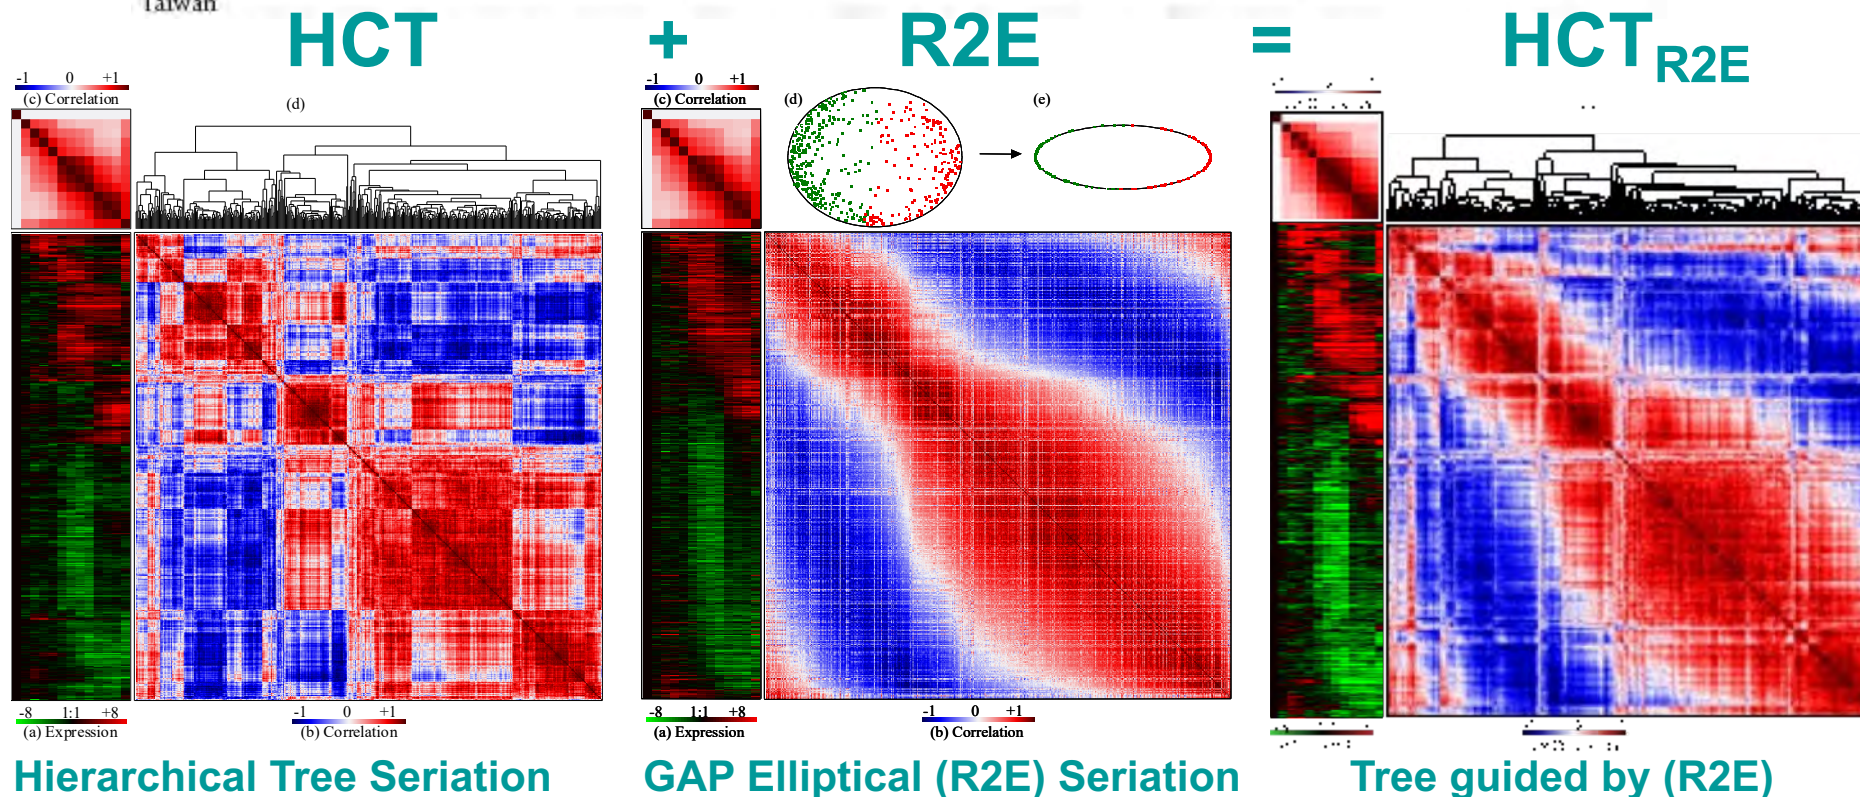 Taiwan
HCT + R2E = HCT R2E
-1 0 +1
(c) Correlation
(d)
-1 0 +1
(c) Correlation
(d)
(e)
-8 1:1 +8
(a) Expression
-1 0 +1
(b) Correlation
-8 1:1 +8
(a) Expression
-1 0 +1
(b) Correlation
Hierarchical Tree Seriation
GAP Elliptical (R2E) Seriation
Tree guided by (R2E)